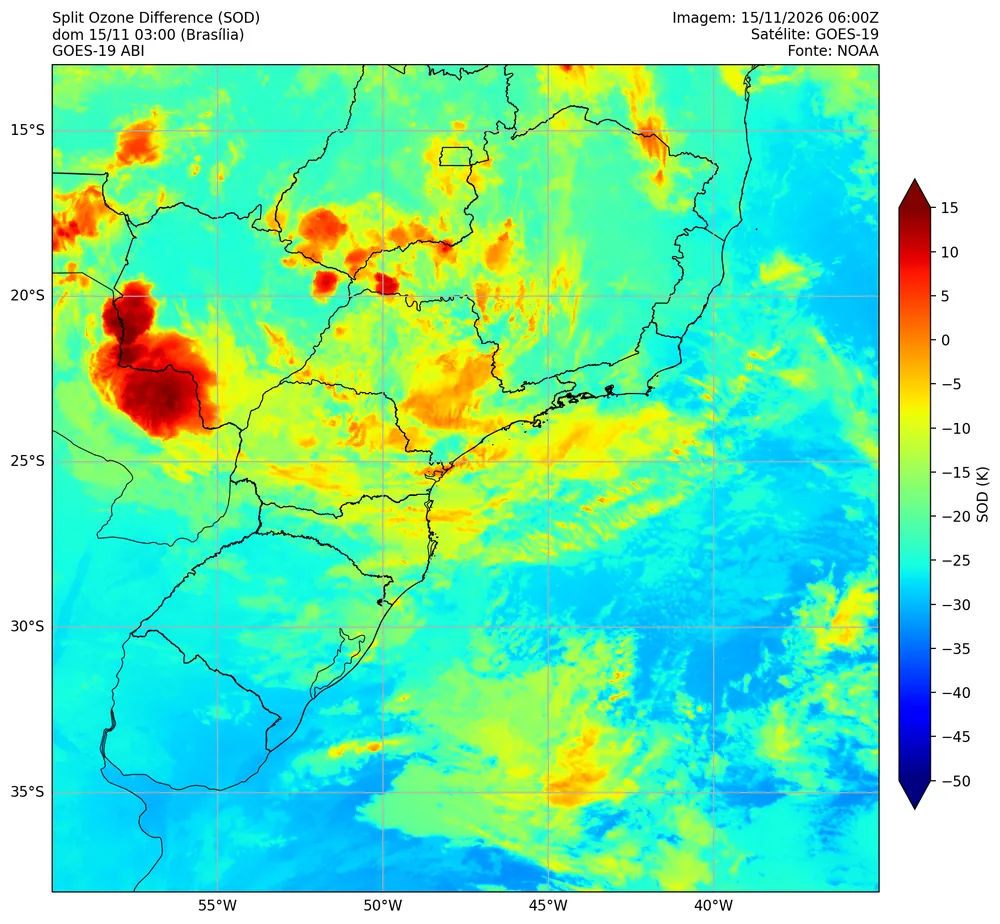 Split Ozone Difference (SOD)
dom 15/11 03:00 (Brasília)
GOES-19 ABI
Imagem: 15/11/2026 06:00Z
Satélite: GOES-19
Fonte: NOAA
15°S
20°S
25°S
30°S
35°S
55°W
50°W
45°W
40°W
15
10
5
0
−5
−10
−15
−20
−25
−30
−35
−40
−45
−50
SOD (K)